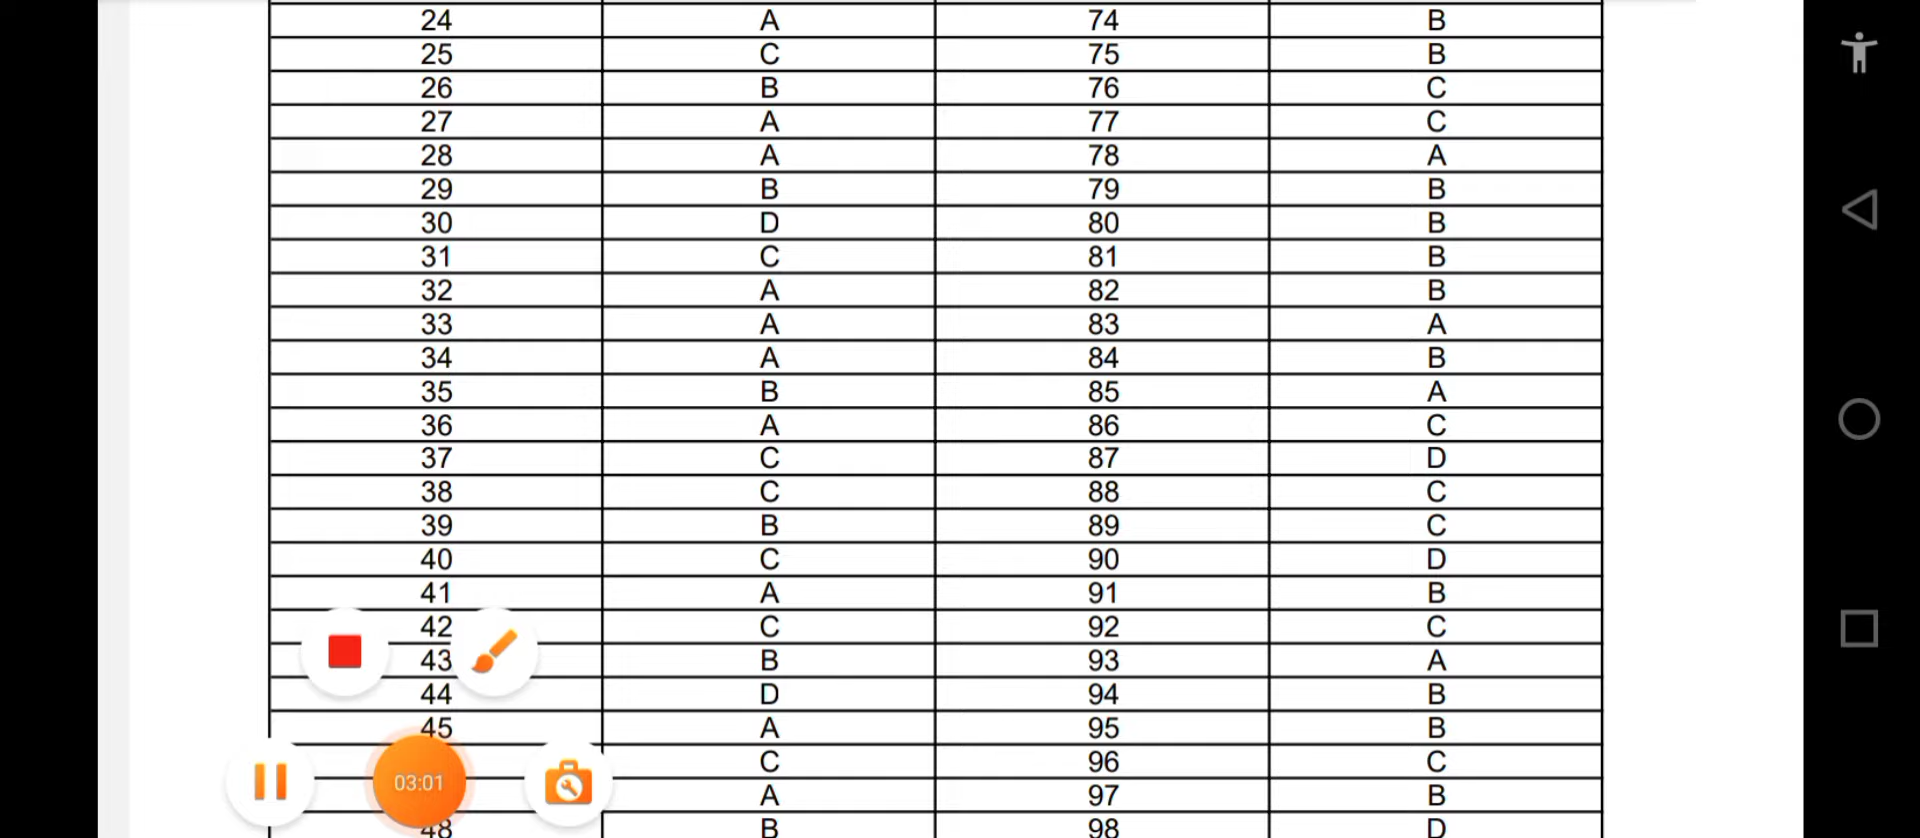 24 A 74 B
25 C 75 B
26 B 76 C
27 A 77 C
28 A 78 A
29 B 79 B
30 D 80 B
31 C 81 B
32 A 82 B
33 A 83 A
34 A 84 B
35 B 85 A
36 A 86 C
37 C 87 D
38 C 88 C
39 B 89 C
40 C 90 D
41 A 91 B
42 C 92 C
43 B 93 A
44 D 94 B
45 A 95 B
C 96 C
03:01
A 97 B
48 B 98 D